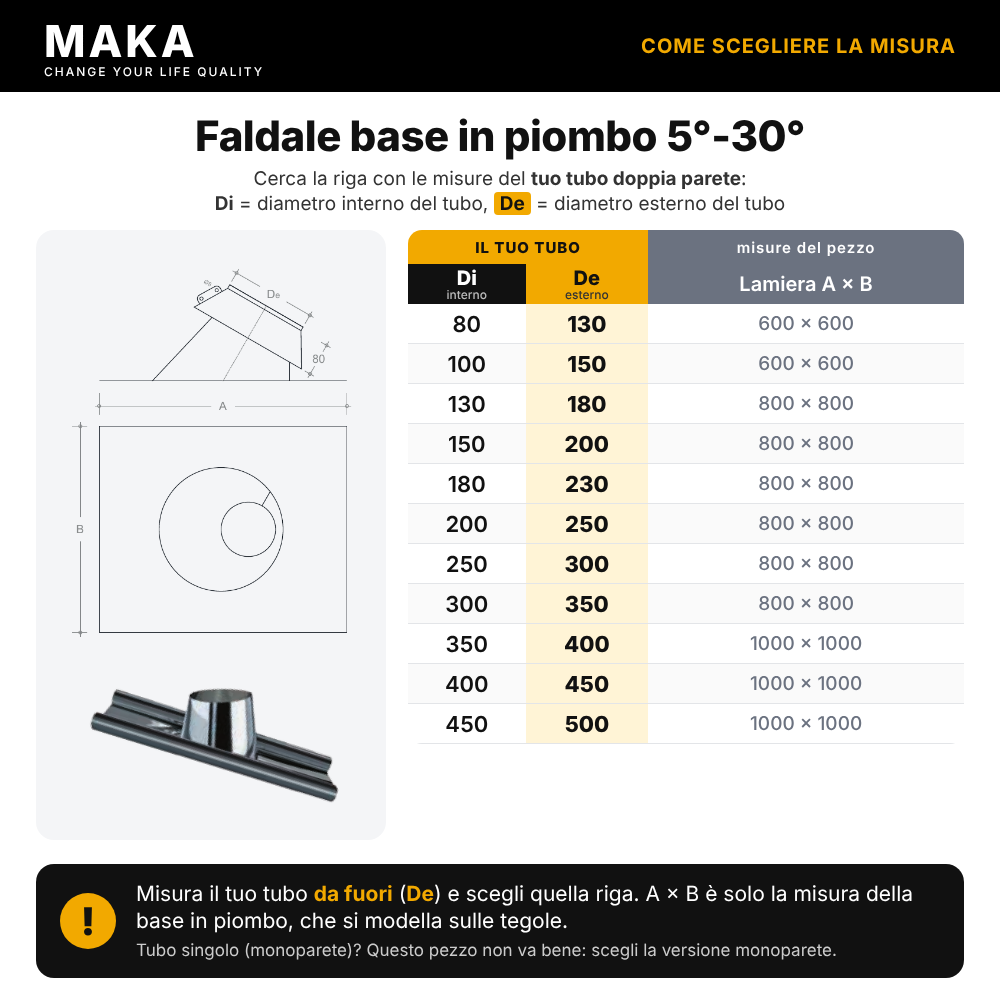 MAKA
CHANGE YOUR LIFE QUALITY
COME SCEGLIERE LA MISURA
Faldale base in piombo 5°-30°
Cerca la riga con le misure del tuo tubo doppia parete:
Di = diametro interno del tubo, De = diametro esterno del tubo
De
80
A
B
IL TUO TUBO misure del pezzo
Di De Lamiera A × B
interno esterno
80 130 600 × 600
100 150 600 × 600
130 180 800 × 800
150 200 800 × 800
180 230 800 × 800
200 250 800 × 800
250 300 800 × 800
300 350 800 × 800
350 400 1000 × 1000
400 450 1000 × 1000
450 500 1000 × 1000
!
Misura il tuo tubo da fuori (De) e scegli quella riga. A × B è solo la misura della
base in piombo, che si modella sulle tegole.
Tubo singolo (monoparete)? Questo pezzo non va bene: scegli la versione monoparete.